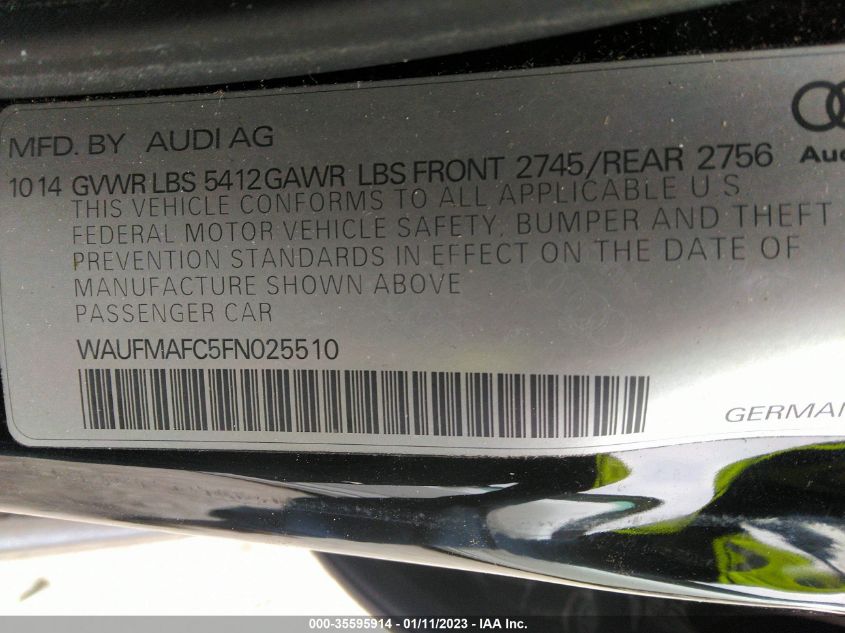 MFD. BY AUDI AG
1014 GVWR LBS 5412GAWR LBS FRONT 2745/REAR 2756
THIS VEHICLE CONFORMS TO ALL APPLICABLE U S
FEDERAL MOTOR VEHICLE SAFETY, BUMPER AND THEFT
PREVENTION STANDARDS IN EFFECT ON THE DATE OF
MANUFACTURE SHOWN ABOVE
PASSENGER CAR
WAUFMAFC5FN025510
000-35595914 - 01/11/2023 - IAA Inc.